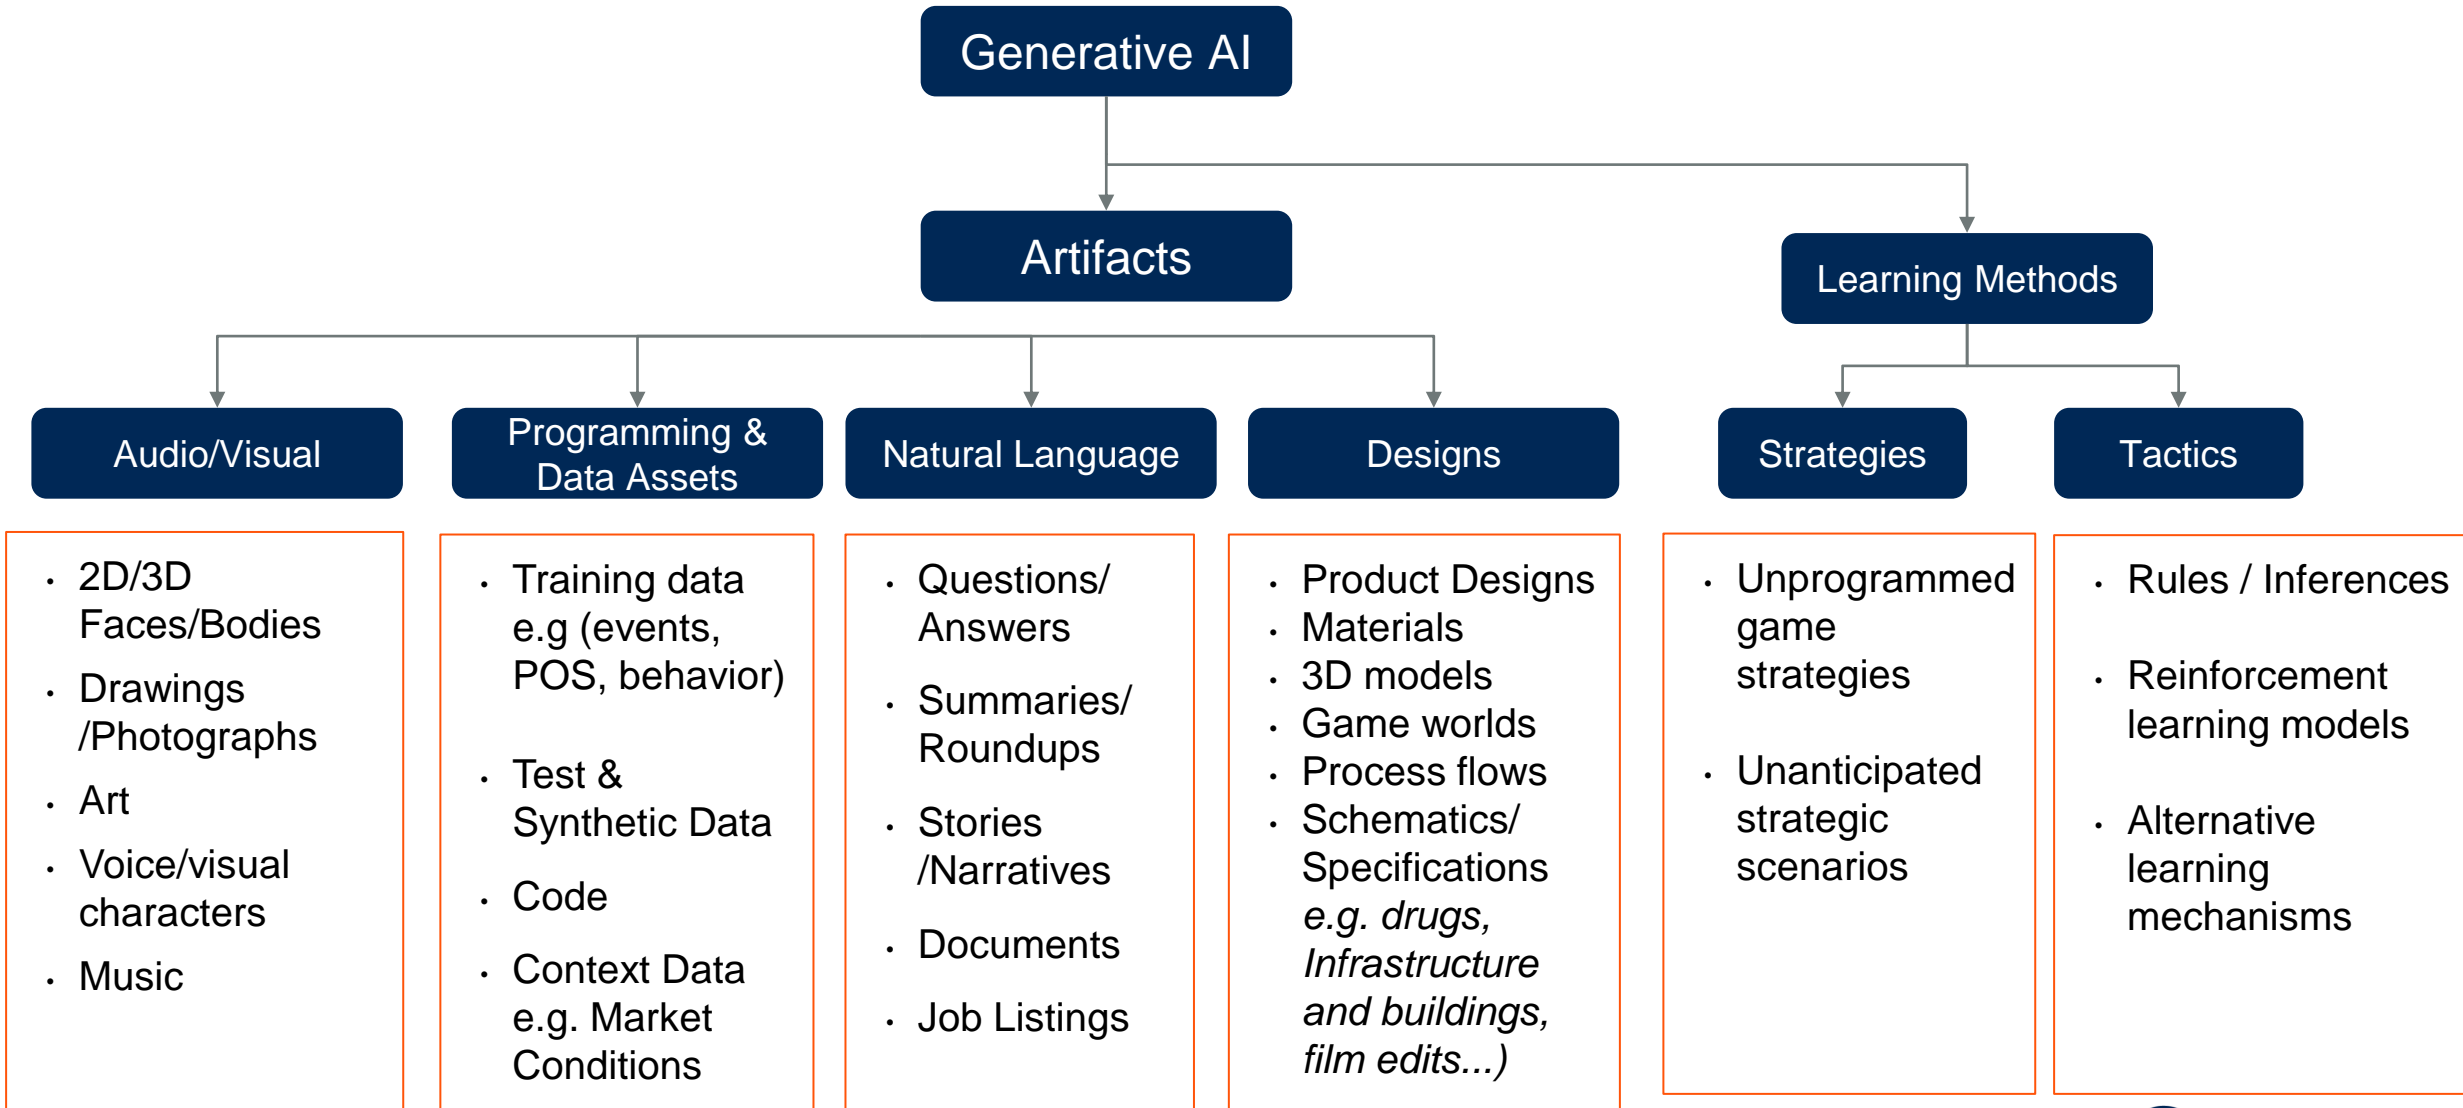 Generative AI
Artifacts
Learning Methods
Audio/Visual
Programming &
Data Assets
Natural Language
Designs
Strategies
Tactics
• 2D/3D
Faces/Bodies
• Drawings
/Photographs
• Art
• Voice/visual
characters
• Music
• Training data
e.g (events,
POS, behavior)
• Test &
Synthetic Data
• Code
• Context Data
e.g. Market
Conditions
• Questions/
Answers
• Summaries/
Roundups
• Stories
/Narratives
• Documents
• Job Listings
• Product Designs
• Materials
• 3D models
• Game worlds
• Process flows
• Schematics/
Specifications
e.g. drugs,
Infrastructure
and buildings,
film edits...)
• Unprogrammed
game
strategies
• Unanticipated
strategic
scenarios
• Rules / Inferences
• Reinforcement
learning models
• Alternative
learning
mechanisms